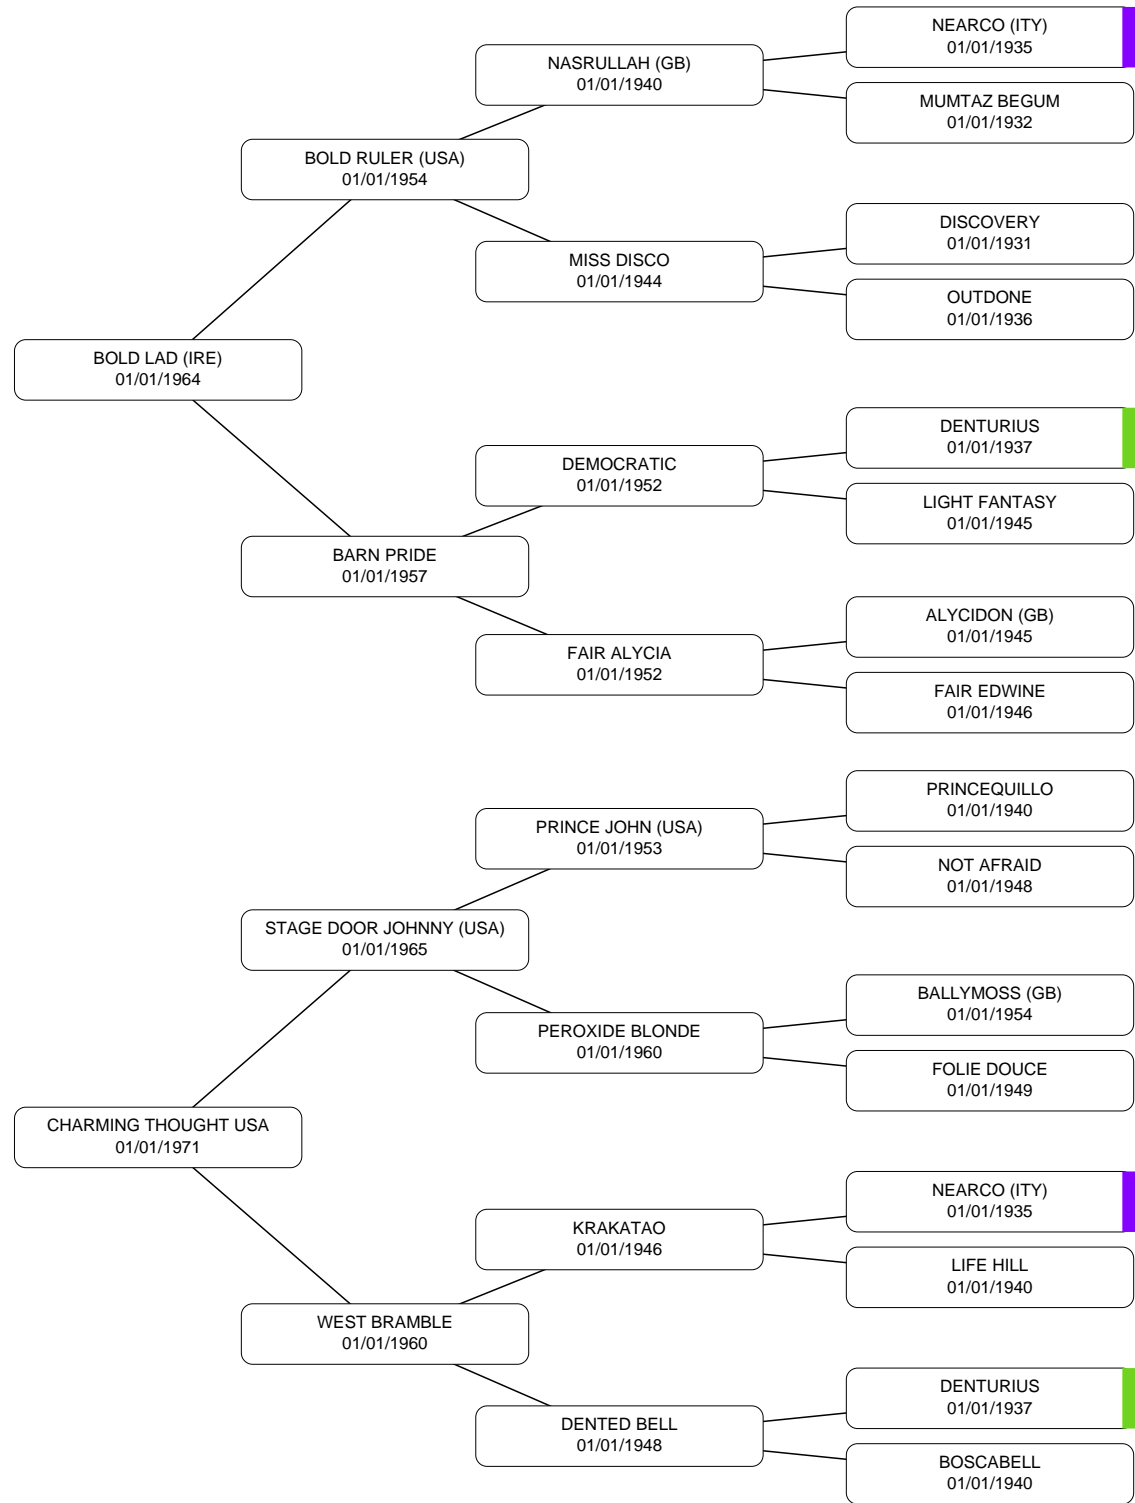 NEARCO (ITY)
01/01/1935
NASRULLAH (GB)
01/01/1940
MUMTAZ BEGUM
01/01/1932
BOLD RULER (USA)
01/01/1954
DISCOVERY
01/01/1931
MISS DISCO
01/01/1944
OUTDONE
01/01/1936
BOLD LAD (IRE)
01/01/1964
DENTURIUS
01/01/1937
DEMOCRATIC
01/01/1952
LIGHT FANTASY
01/01/1945
BARN PRIDE
01/01/1957
ALYCIDON (GB)
01/01/1945
FAIR ALYCIA
01/01/1952
FAIR EDWINE
01/01/1946
PRINCEQUILLO
01/01/1940
PRINCE JOHN (USA)
01/01/1953
NOT AFRAID
01/01/1948
STAGE DOOR JOHNNY (USA)
01/01/1965
BALLYMOSS (GB)
01/01/1954
PEROXIDE BLONDE
01/01/1960
FOLIE DOUCE
01/01/1949
CHARMING THOUGHT USA
01/01/1971
NEARCO (ITY)
01/01/1935
KRAKATAO
01/01/1946
LIFE HILL
01/01/1940
WEST BRAMBLE
01/01/1960
DENTURIUS
01/01/1937
DENTED BELL
01/01/1948
BOSCABELL
01/01/1940